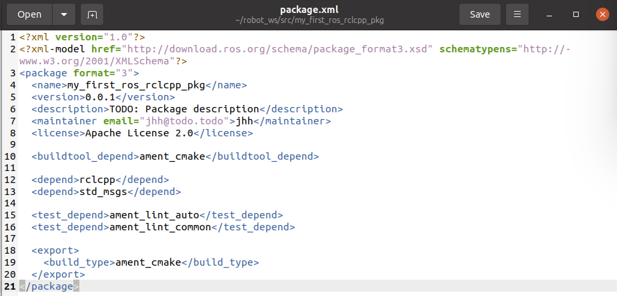 Open
package.xml
~/robot_ws/src/my_first_ros_rclcpp_pkg
Save
1 <?xml version="1.0"?>
2 <?xml-model href="http://download.ros.org/schema/package_format3.xsd" schematypens="http://-
www.w3.org/2001/XMLSchema"?>
3 <package format="3">
4   <name>my_first_ros_rclcpp_pkg</name>
5   <version>0.0.1</version>
6   <description>TODO: Package description</description>
7   <maintainer email="jhh@todo.todo">jhh</maintainer>
8   <license>Apache License 2.0</license>
9
10   <buildtool_depend>ament_cmake</buildtool_depend>
11
12   <depend>rclcpp</depend>
13   <depend>std_msgs</depend>
14
15   <test_depend>ament_lint_auto</test_depend>
16   <test_depend>ament_lint_common</test_depend>
17
18   <export>
19     <build_type>ament_cmake</build_type>
20   </export>
21 </package>